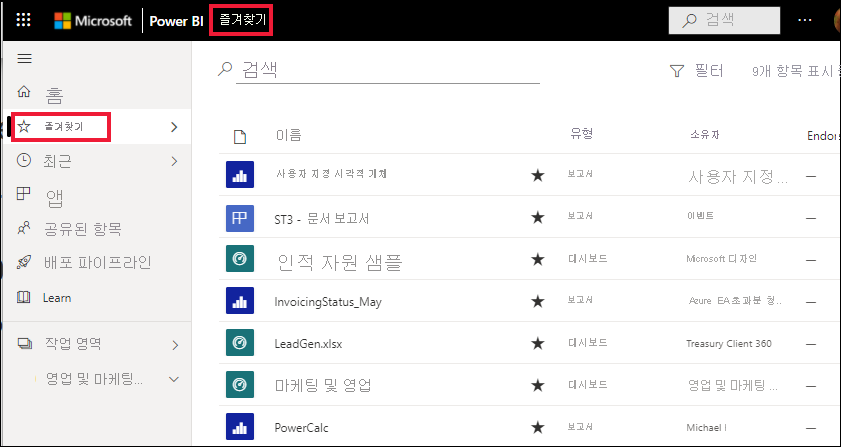 Microsoft Power BI 즐겨찾기 검색 ...
홈
즐겨찾기
최근
앱
공유된 항목
배포 파이프라인
Learn
작업 영역
영업 및 마케팅...
검색 필터 9개 항목 표시
이름 유형 소유자 Endor
사용자 지정 시각적 개체 보고서 사용자 지정... —
ST3 - 문서 보고서 보고서 이벤트 —
인적 자원 샘플 대시보드 Microsoft 디자인 —
InvoicingStatus_May 보고서 Azure EA 초과분 청.. —
LeadGen.xlsx 대시보드 Treasury Client 360 —
마케팅 및 영업 대시보드 영업 및 마케팅 ... —
PowerCalc 보고서 Michael —